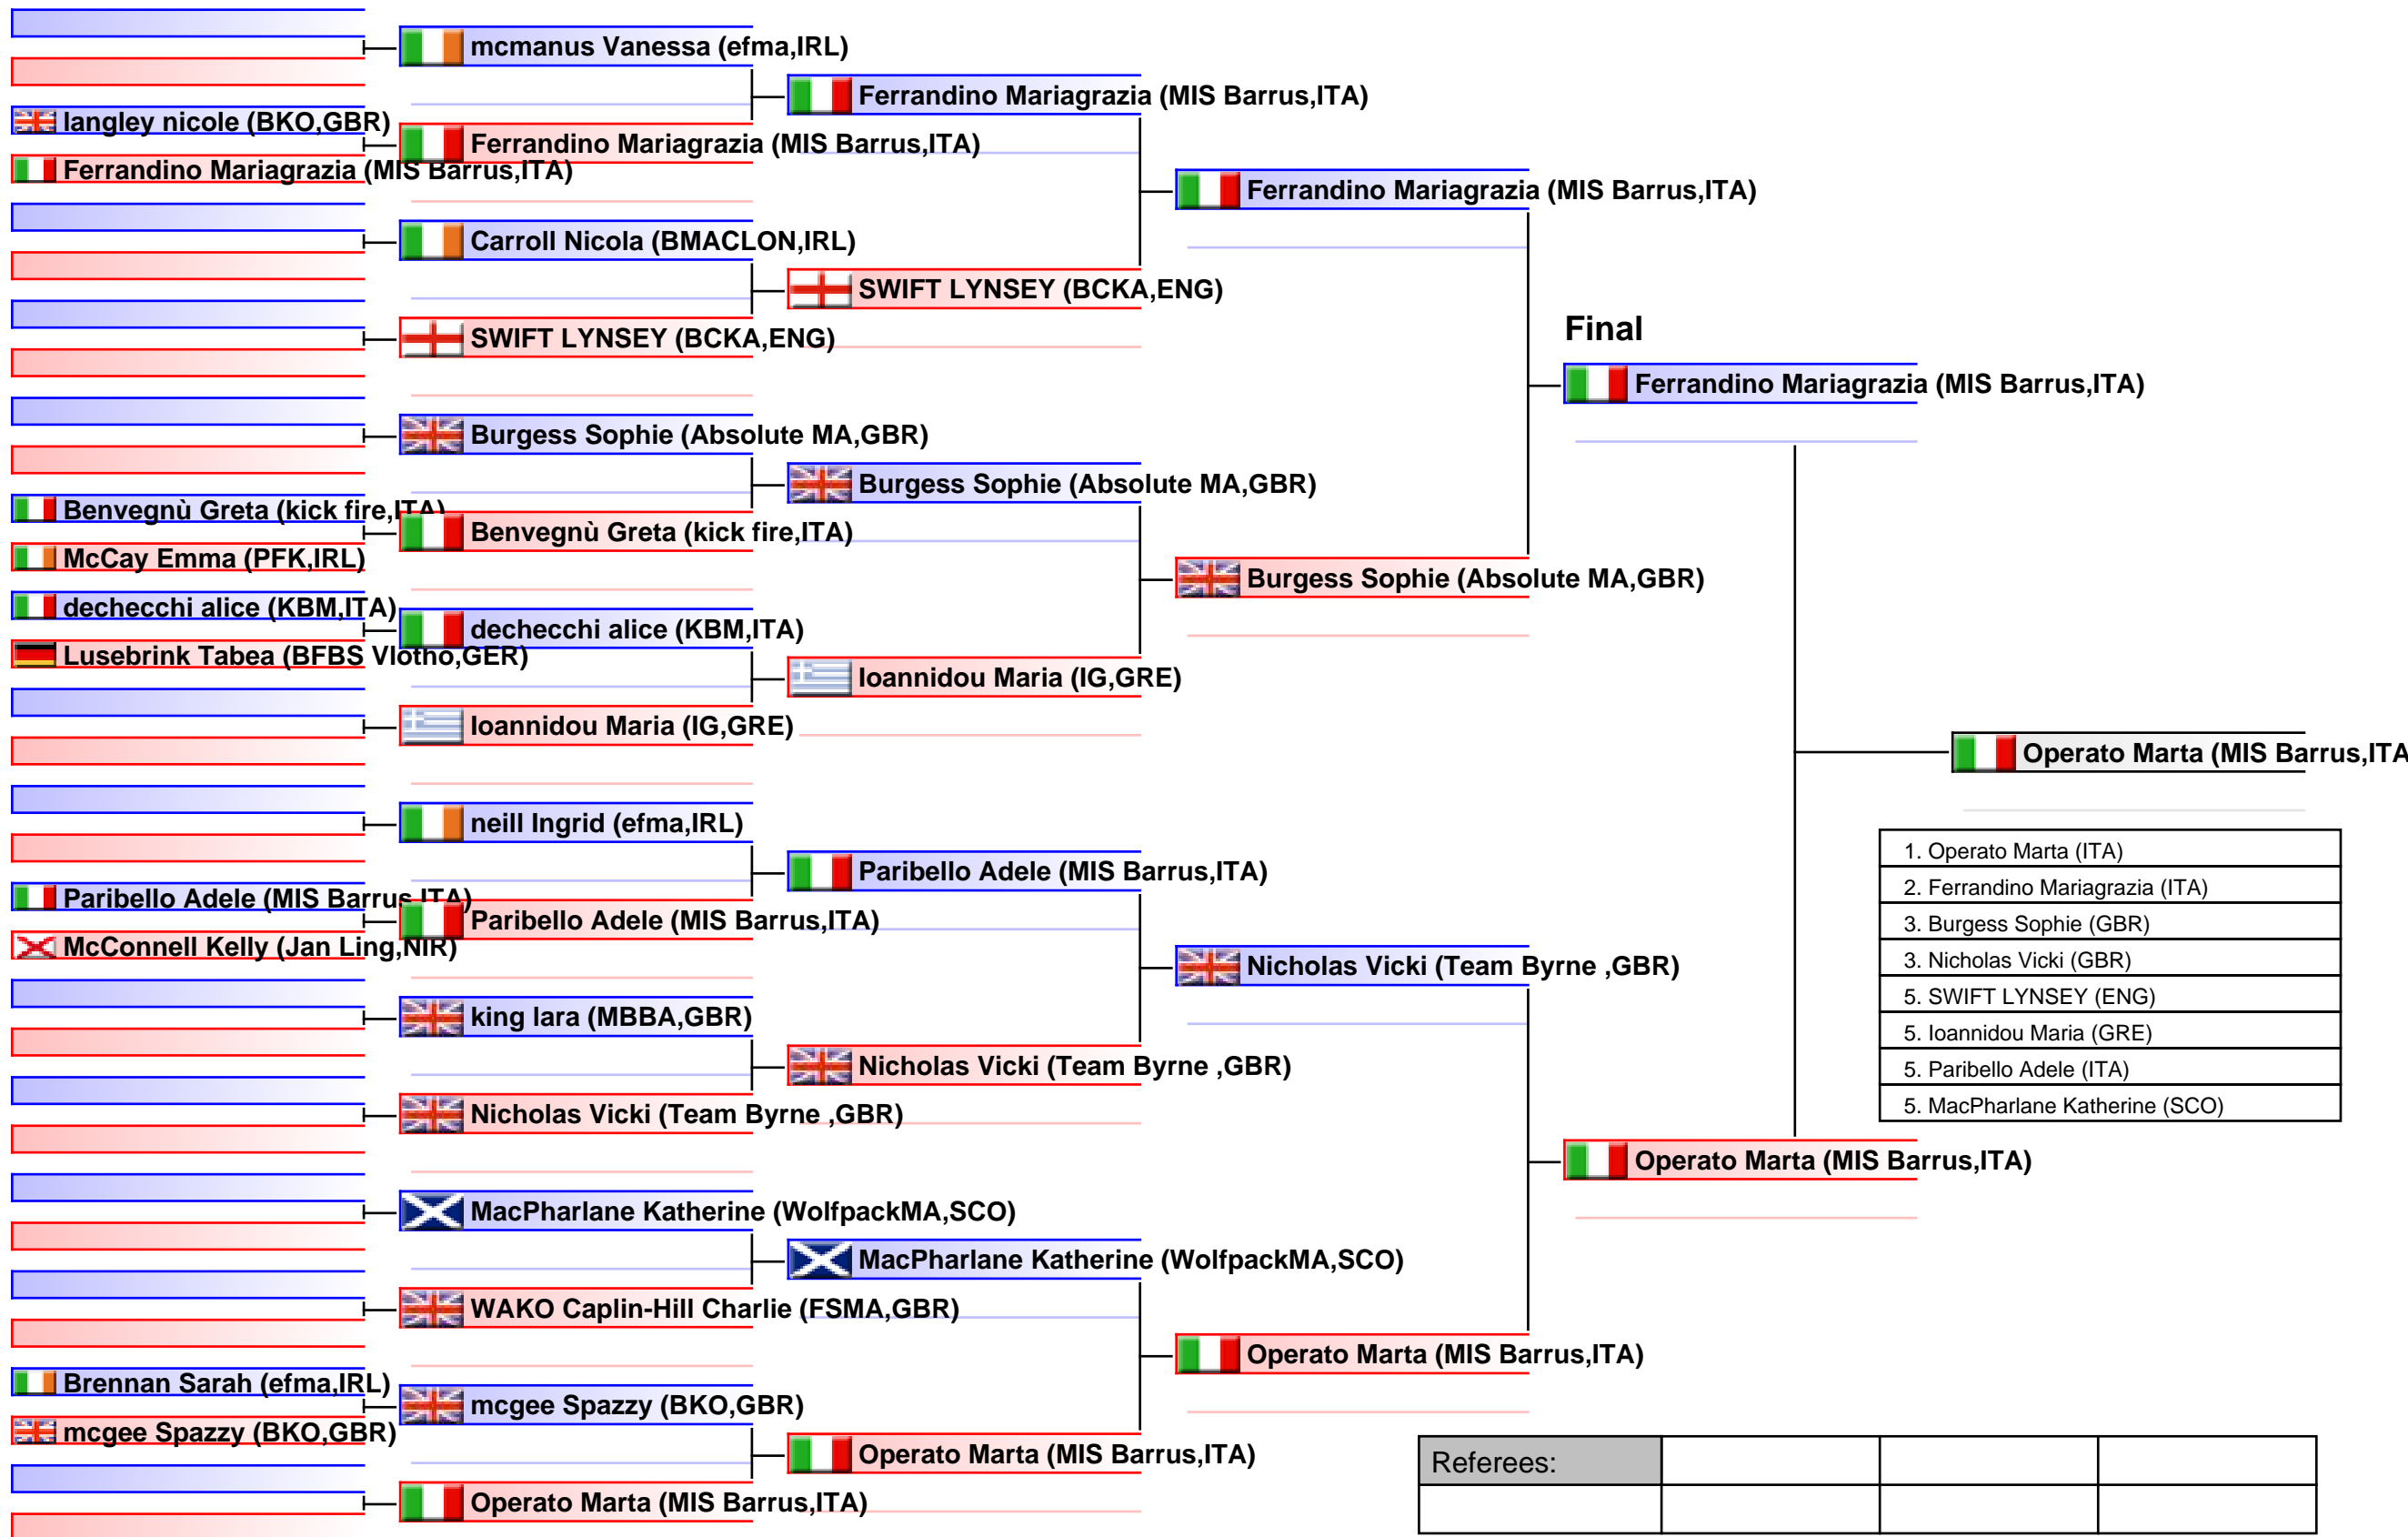 langley nicole (BKO,GBR)
Ferrandino Mariagrazia (MIS Barrus,ITA)
Benvegnù Greta (kick fire,ITA)
McCay Emma (PFK,IRL)
dechecchi alice (KBM,ITA)
Lusebrink Tabea (BFBS Vlotho,GER)
Paribello Adele (MIS Barrus,ITA)
McConnell Kelly (Jan Ling,NIR)
Brennan Sarah (efma,IRL)
mcgee Spazzy (BKO,GBR)
mcmanus Vanessa (efma,IRL)
Ferrandino Mariagrazia (MIS Barrus,ITA)
Carroll Nicola (BMACLON,IRL)
SWIFT LYNSEY (BCKA,ENG)
Burgess Sophie (Absolute MA,GBR)
Benvegnù Greta (kick fire,ITA)
dechecchi alice (KBM,ITA)
Ioannidou Maria (IG,GRE)
neill Ingrid (efma,IRL)
Paribello Adele (MIS Barrus,ITA)
king lara (MBBA,GBR)
Nicholas Vicki (Team Byrne ,GBR)
MacPharlane Katherine (WolfpackMA,SCO)
WAKO Caplin-Hill Charlie (FSMA,GBR)
mcgee Spazzy (BKO,GBR)
Operato Marta (MIS Barrus,ITA)
Ferrandino Mariagrazia (MIS Barrus,ITA)
SWIFT LYNSEY (BCKA,ENG)
Burgess Sophie (Absolute MA,GBR)
Ioannidou Maria (IG,GRE)
Paribello Adele (MIS Barrus,ITA)
Nicholas Vicki (Team Byrne ,GBR)
MacPharlane Katherine (WolfpackMA,SCO)
Operato Marta (MIS Barrus,ITA)
Ferrandino Mariagrazia (MIS Barrus,ITA)
Burgess Sophie (Absolute MA,GBR)
Nicholas Vicki (Team Byrne ,GBR)
Operato Marta (MIS Barrus,ITA)
Final
Ferrandino Mariagrazia (MIS Barrus,ITA)
Operato Marta (MIS Barrus,ITA)
Operato Marta (MIS Barrus,ITA
1. Operato Marta (ITA)
2. Ferrandino Mariagrazia (ITA)
3. Burgess Sophie (GBR)
3. Nicholas Vicki (GBR)
5. SWIFT LYNSEY (ENG)
5. Ioannidou Maria (GRE)
5. Paribello Adele (ITA)
5. MacPharlane Katherine (SCO)
Referees: